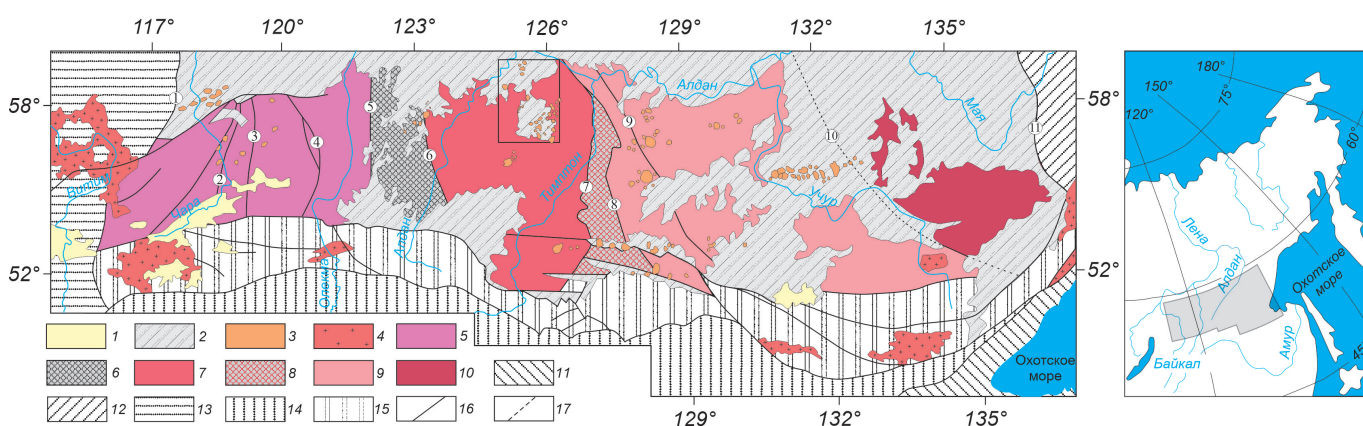 117° 120° 123° 126° 129° 132° 135°
58°
52°
58°
52°
129° 132° 135°
1
2
3
4
5
6
7
8
9
10
11
Витим
Чара
Олёкма
Алдан
Тимптон
Алдан
Учур
Мая
Охотское
море
1 2 3 4 5
6 7 8 9 10 11
12 13 14 15 16 17
180°
150°
120°
75°
60°
45
Лена
Алдан
Амур
Байкал
Охотское
море